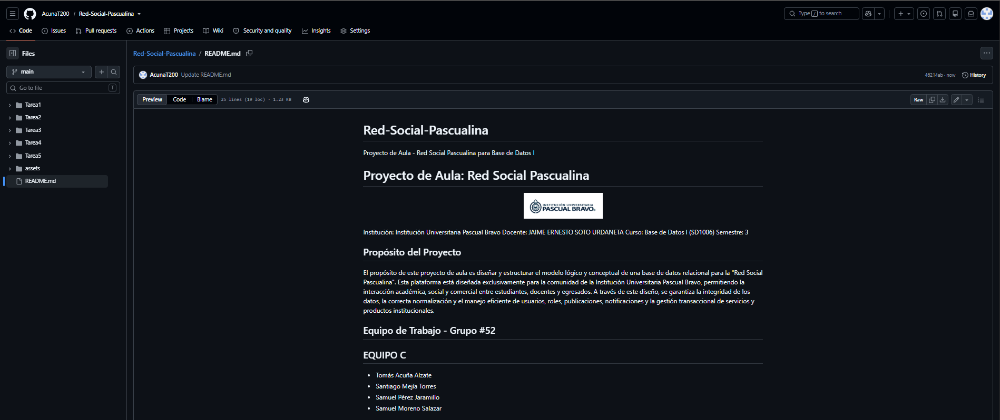 AcunaT200 / Red-Social-Pascualina
Type / to search
Code Issues Pull requests Actions Projects Wiki Security and quality Insights Settings
Files
main
Go to file T
Tarea1
Tarea2
Tarea3
Tarea4
Tarea5
assets
README.md
Red-Social-Pascualina / README.md
AcunaT200 Update README.md 46214ab · now History
Preview Code Blame 25 lines (19 loc) · 1.23 KB Raw
Red-Social-Pascualina
Proyecto de Aula - Red Social Pascualina para Base de Datos I
Proyecto de Aula: Red Social Pascualina
INSTITUCIÓN UNIVERSITARIA
PASCUAL BRAVO
Institución: Institución Universitaria Pascual Bravo Docente: JAIME ERNESTO SOTO URDANETA Curso: Base de Datos I (SD1006) Semestre: 3
Propósito del Proyecto
El propósito de este proyecto de aula es diseñar y estructurar el modelo lógico y conceptual de una base de datos relacional para la "Red Social
Pascualina". Esta plataforma está diseñada exclusivamente para la comunidad de la Institución Universitaria Pascual Bravo, permitiendo la
interacción académica, social y comercial entre estudiantes, docentes y egresados. A través de este diseño, se garantiza la integridad de los
datos, la correcta normalización y el manejo eficiente de usuarios, roles, publicaciones, notificaciones y la gestión transaccional de servicios y
productos institucionales.
Equipo de Trabajo - Grupo #52
EQUIPO C
• Tomás Acuña Alzate
• Santiago Mejía Torres
• Samuel Pérez Jaramillo
• Samuel Moreno Salazar